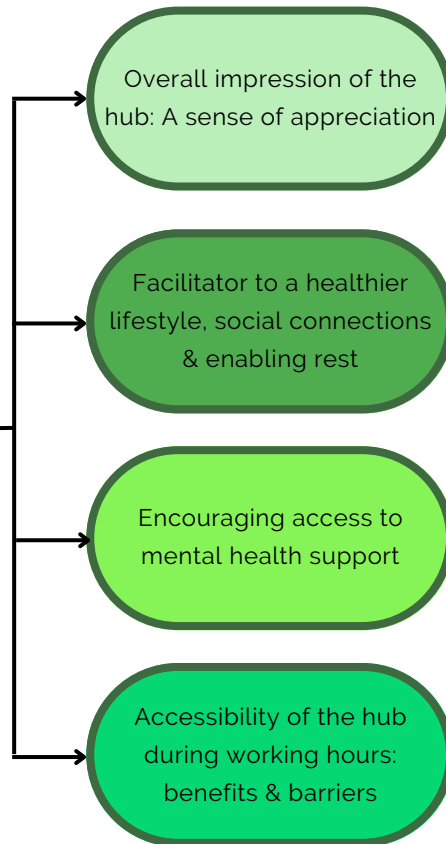 Overall impression of the
hub: A sense of appreciation
Facilitator to a healthier
lifestyle, social connections
& enabling rest
Encouraging access to
mental health support
Accessibility of the hub
during working hours:
benefits & barriers